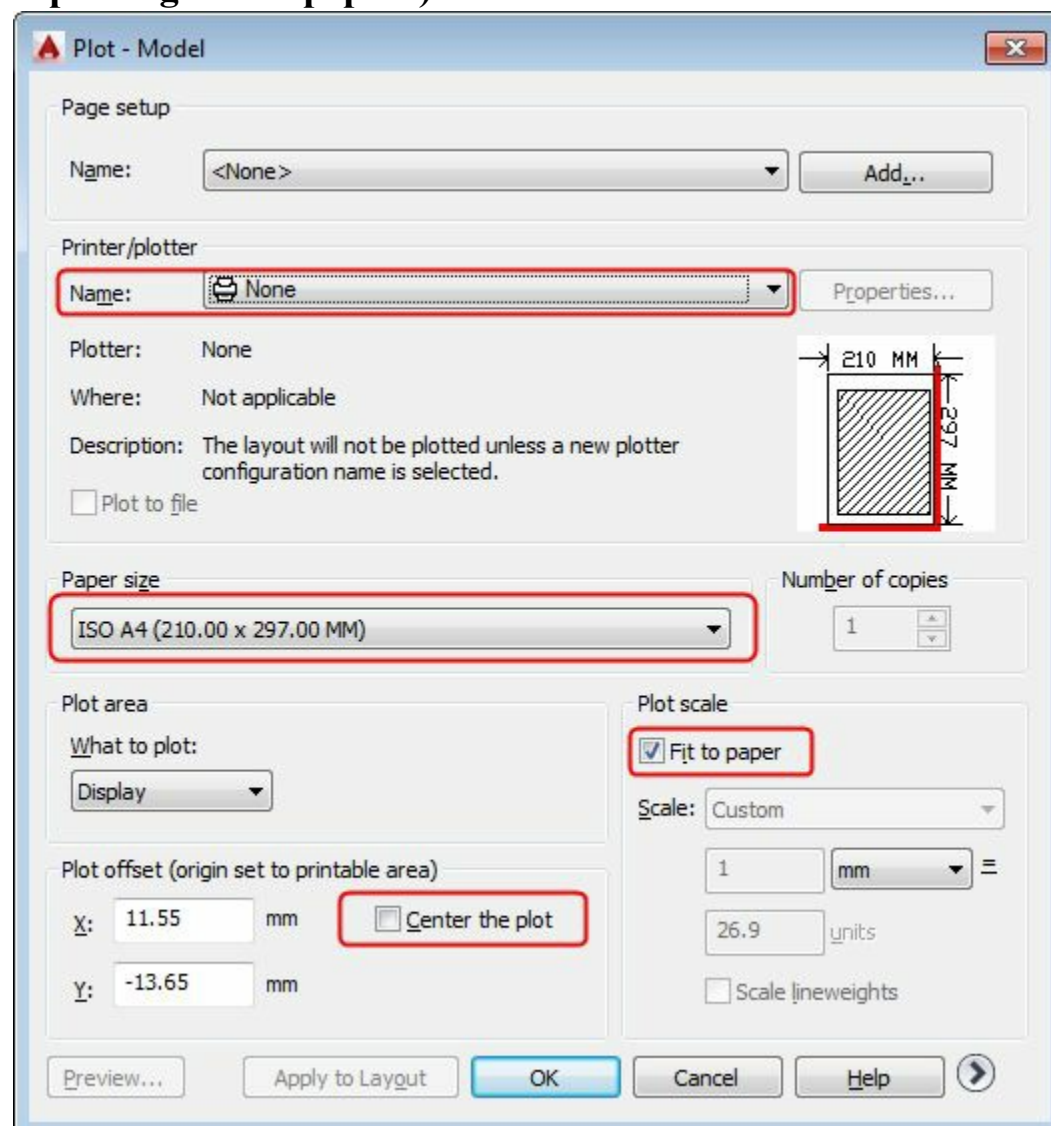 Plot - Model
Page setup
Name:
<None>
Add...
Printer/plotter
Name:
None
Properties...
Plotter:
None
Where:
Not applicable
Description:
The layout will not be plotted unless a new plotter
configuration name is selected.
Plot to file
210 MM
297 MM
Paper size
ISO A4 (210.00 x 297.00 MM)
Number of copies
1
Plot area
What to plot:
Display
Plot scale
Fit to paper
Scale:
Custom
1
mm
=
26.9
units
Scale lineweights
Plot offset (origin set to printable area)
X:
11.55
mm
Center the plot
Y:
-13.65
mm
Preview...
Apply to Layout
OK
Cancel
Help